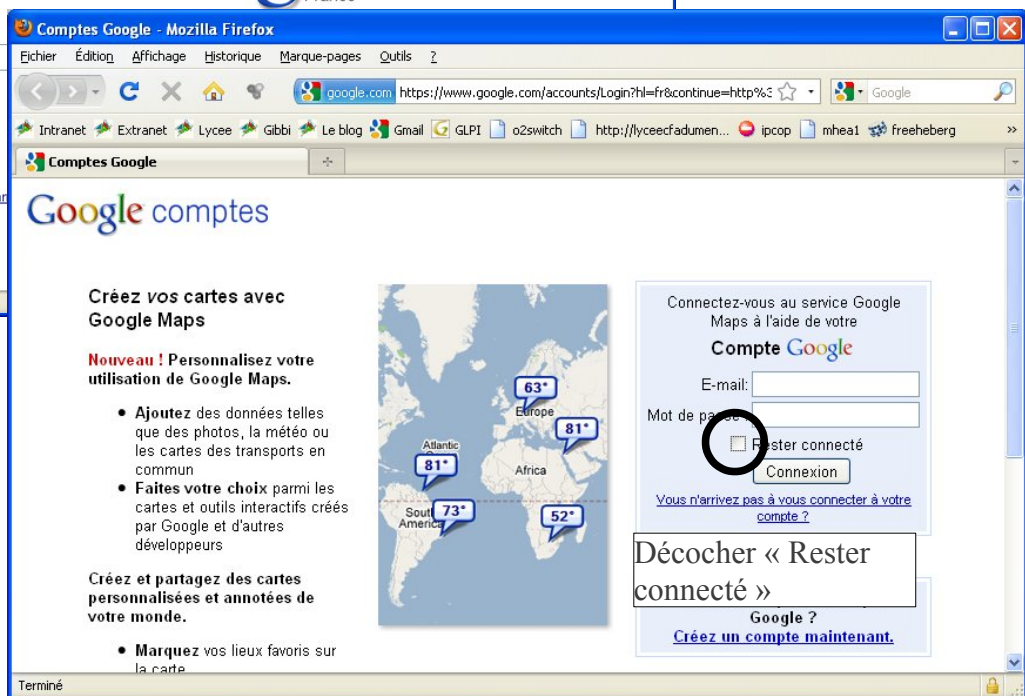 France
Comptes Google - Mozilla Firefox
Fichier Édition Affichage Historique Marque-pages Outils ?
google.com https://www.google.com/accounts/Login?hl=fr&continue=http%3 Google
Intranet Extranet Lycee Gibbi Le blog Gmail GLPI o2switch http://lyceecfadumen... ipcop mhea1 freeheberg »
Comptes Google
Google comptes
Créez vos cartes avec
Google Maps
Nouveau ! Personnalisez votre
utilisation de Google Maps.
• Ajoutez des données telles
que des photos, la météo ou
les cartes des transports en
commun
• Faites votre choix parmi les
cartes et outils interactifs créés
par Google et d'autres
développeurs
Créez et partagez des cartes
personnalisées et annotées de
votre monde.
• Marquez vos lieux favoris sur
la carte
63°
Europe
81°
Atlantic
81°
Africa
South
America
73°
52°
Connectez-vous au service Google
Maps à l'aide de votre
Compte Google
E-mail:
Mot de passe
Rester connecté
Connexion
Vous n'arrivez pas à vous connecter à votre
compte ?
Décocher « Rester
connecté »
Google ?
Créez un compte maintenant.
Terminé